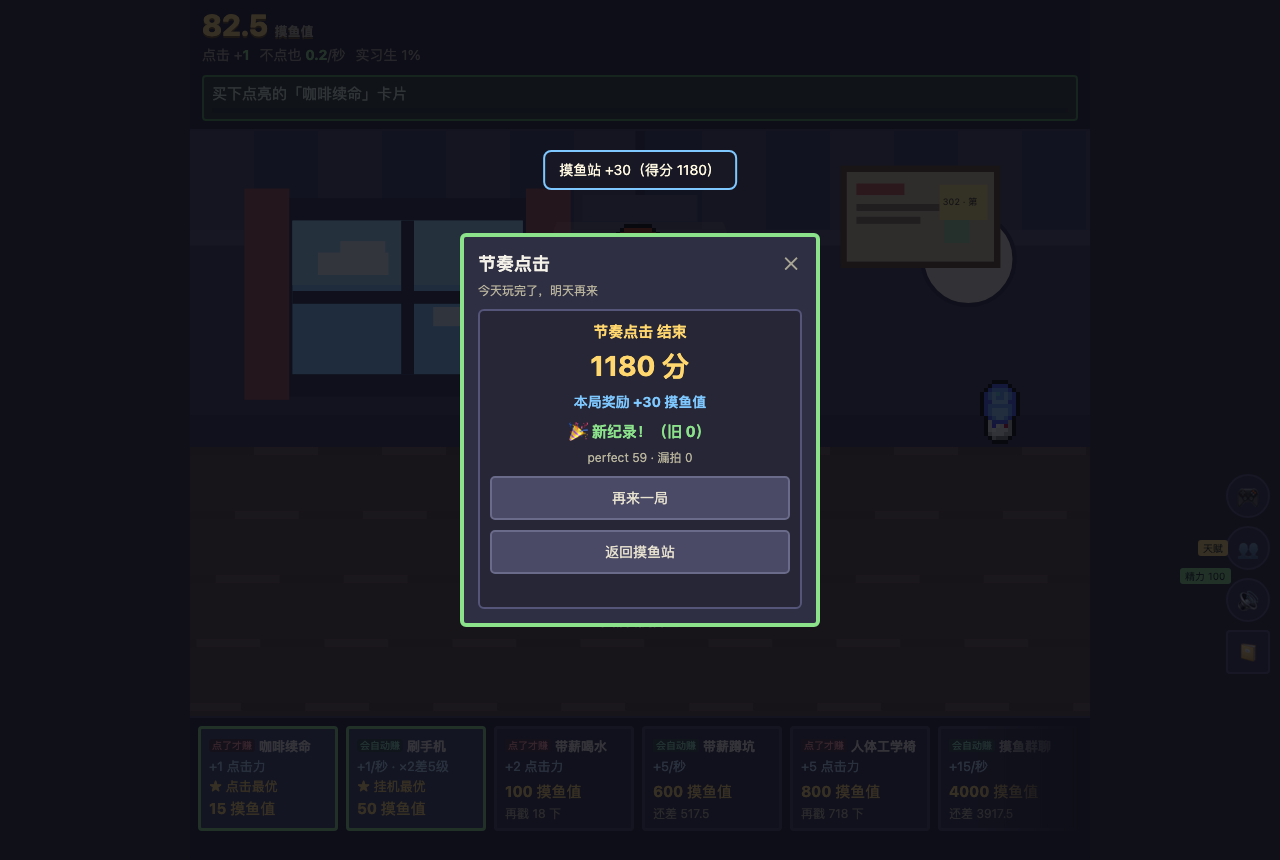 82.5 摸鱼值
点击 +1 不点也 0.2/秒 实习生 1%
买下点亮的「咖啡续命」卡片
摸鱼站 +30（得分 1180）
302 · 第
节奏点击
今天玩完了，明天再来
节奏点击 结束
1180 分
本局奖励 +30 摸鱼值
🎉 新纪录！（旧 0）
perfect 59 · 漏拍 0
再来一局
返回摸鱼站
天赋
精力 100
点了才赚 咖啡续命
+1 点击力
⭐ 点击最优
15 摸鱼值
会自动赚 刷手机
+1/秒 · ×2差5级
⭐ 挂机最优
50 摸鱼值
点了才赚 带薪喝水
+2 点击力
100 摸鱼值
再戳 18 下
会自动赚 带薪蹲坑
+5/秒
600 摸鱼值
还差 517.5
点了才赚 人体工学椅
+5 点击力
800 摸鱼值
再戳 718 下
会自动赚 摸鱼群聊
+15/秒
4000 摸鱼值
还差 3917.5